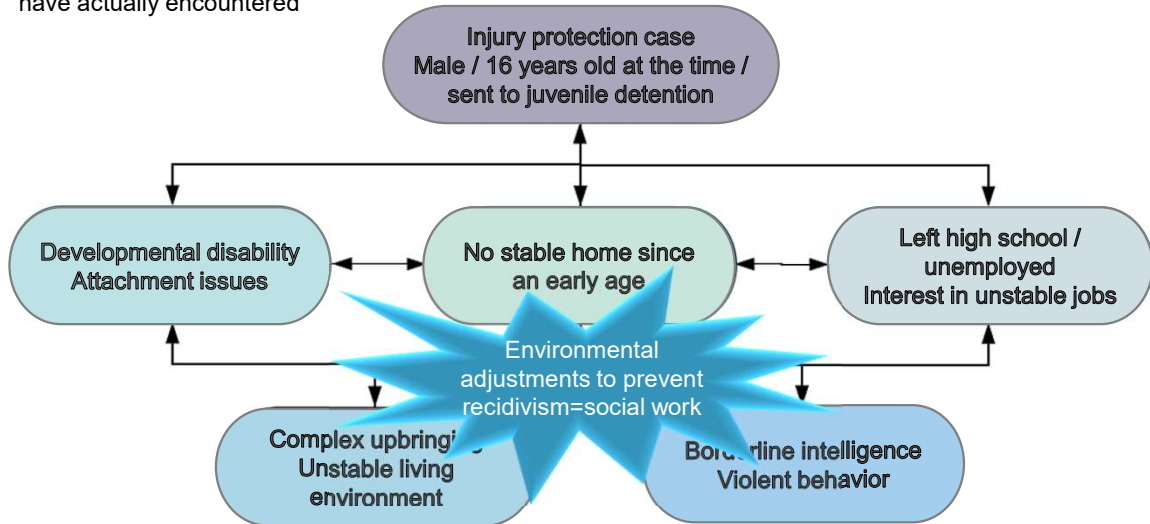 have actually encountered
Injury protection case
Male / 16 years old at the time /
sent to juvenile detention
Developmental disability
Attachment issues
No stable home since
an early age
Left high school /
unemployed
Interest in unstable jobs
Environmental
adjustments to prevent
recidivism=social work
Complex upbringing
Unstable living
environment
Borderline intelligence
Violent behavior